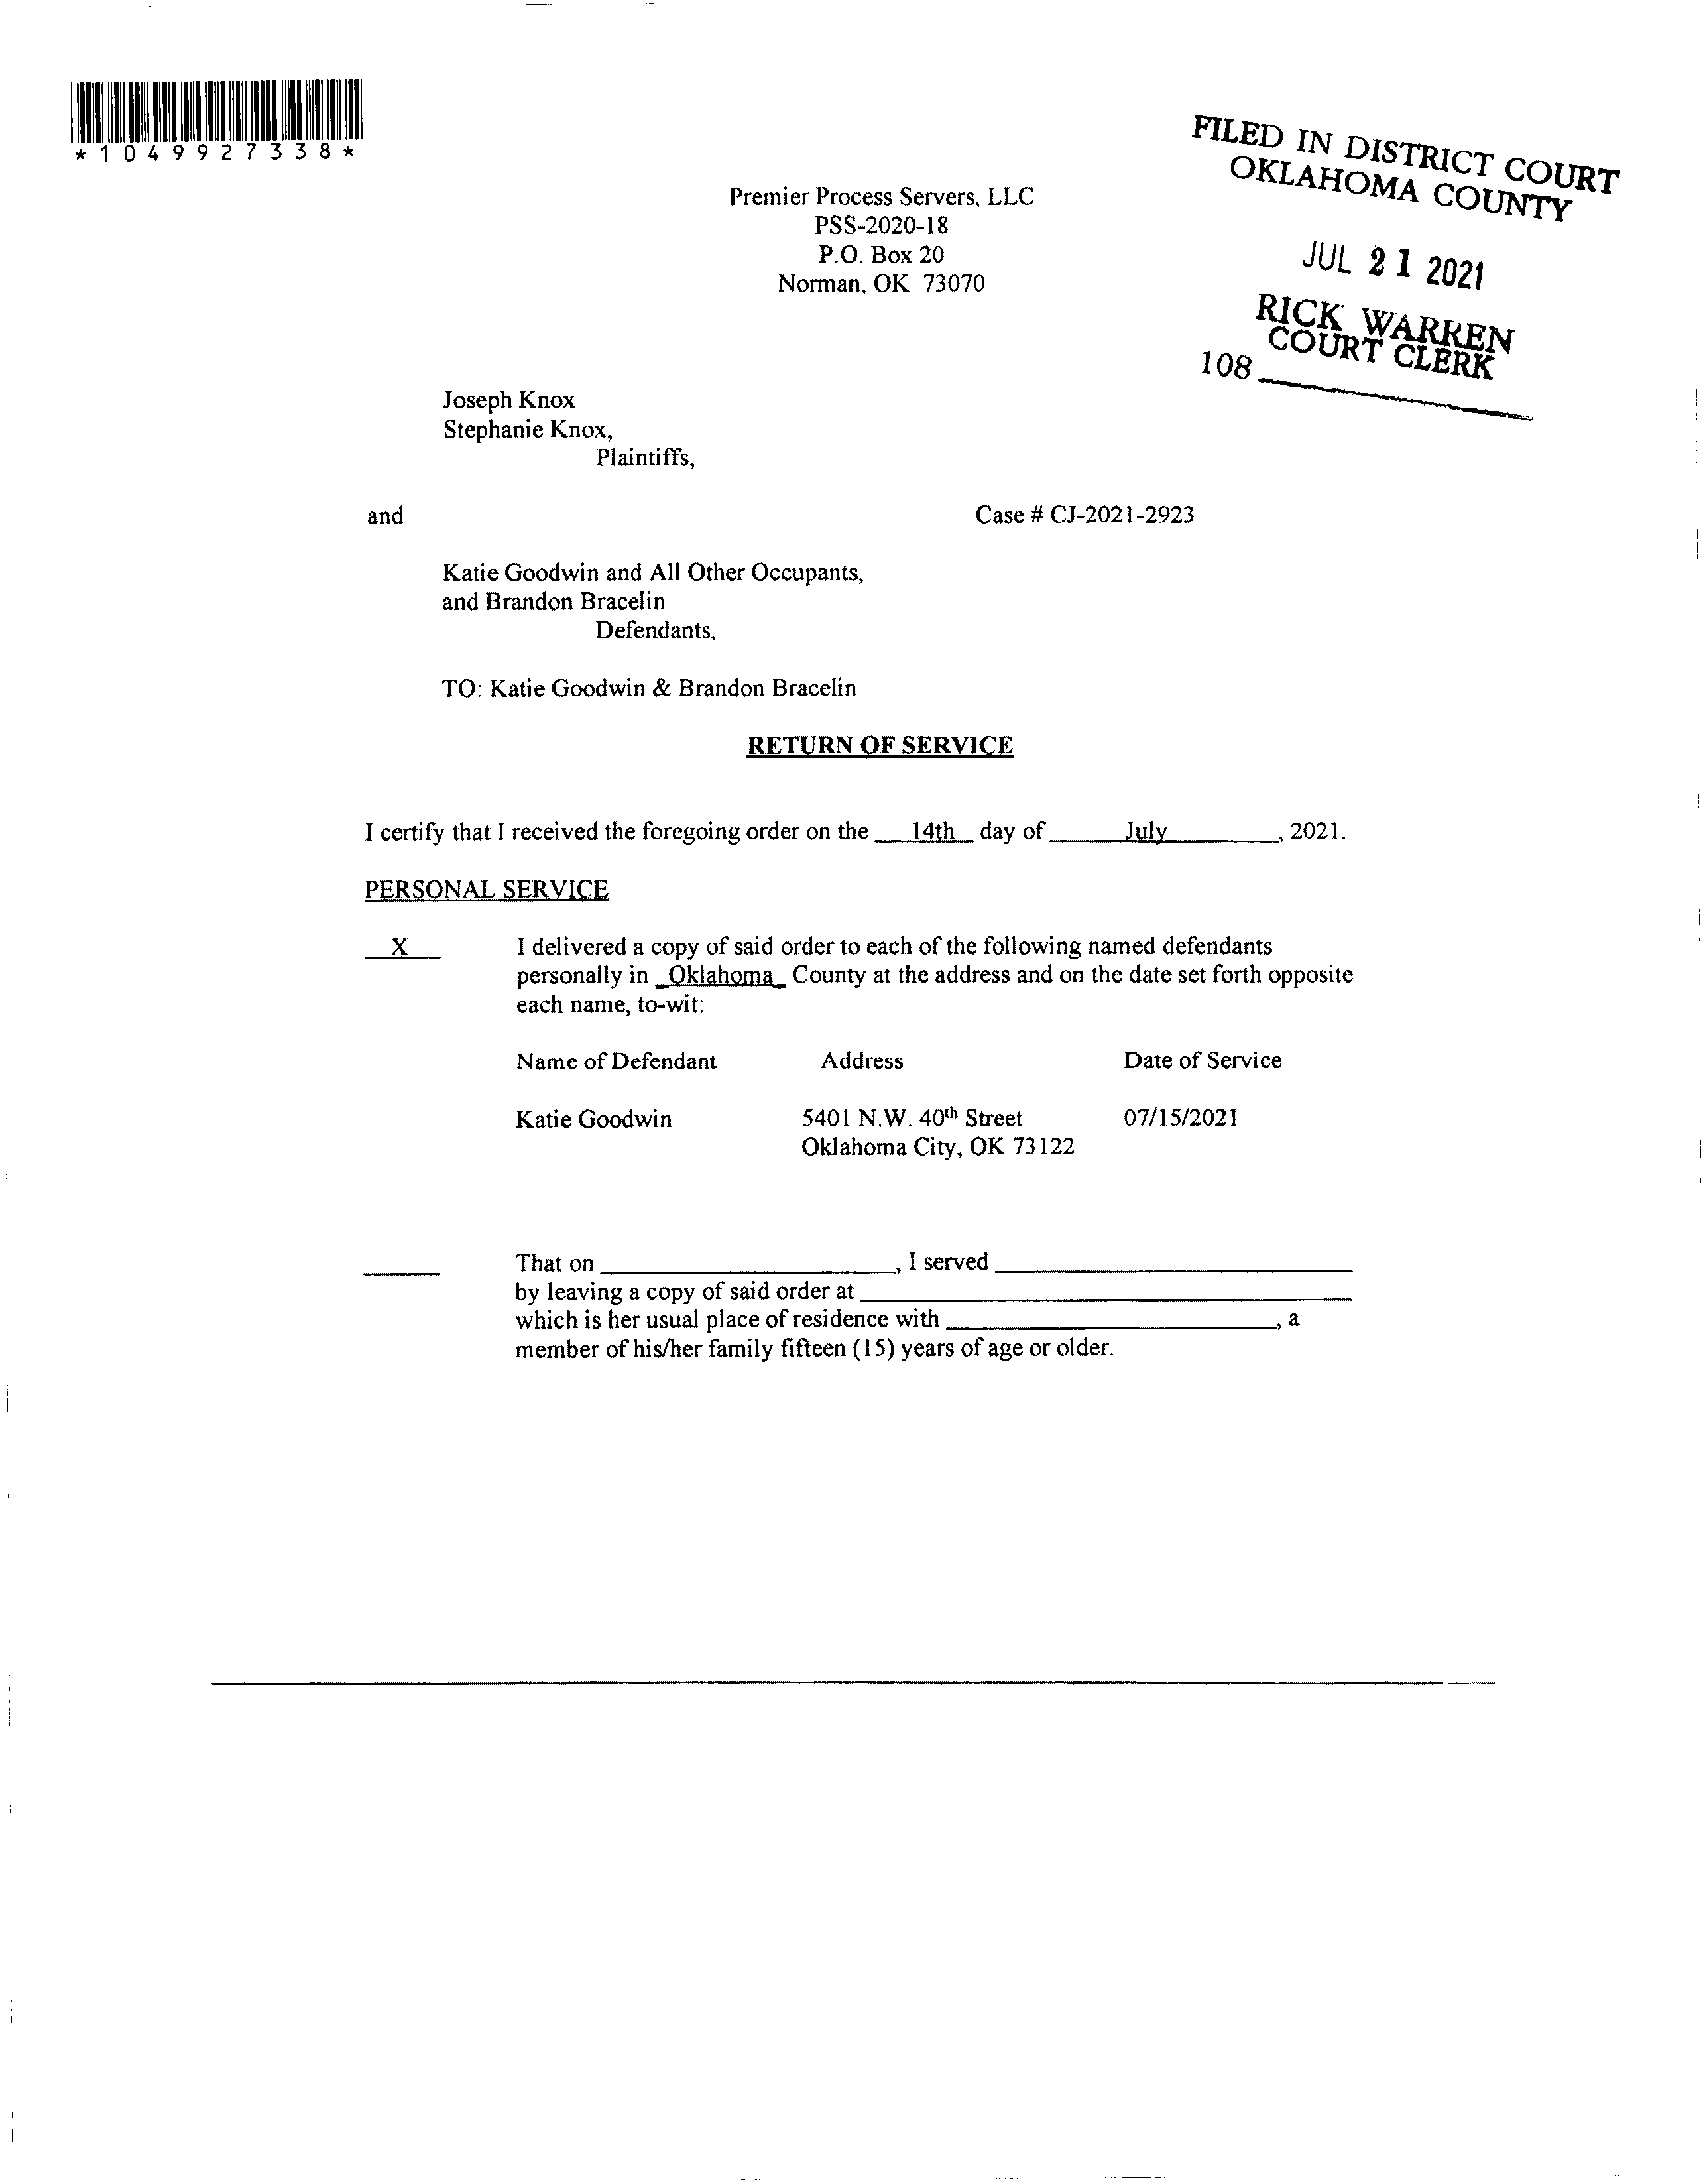 *1049927338*
FILED IN DISTRICT COURT
OKLAHOMA COUNTY
JUL 21 2021
RICK WARREN
COURT CLERK
108
Premier Process Servers, LLC
PSS-2020-18
P.O. Box 20
Norman, OK 73070
Joseph Knox
Stephanie Knox,
Plaintiffs,
and Case # CJ-2021-2923
Katie Goodwin and All Other Occupants,
and Brandon Bracelin
Defendants,
TO: Katie Goodwin & Brandon Bracelin
RETURN OF SERVICE
I certify that I received the foregoing order on the 14th day of July, 2021.
PERSONAL SERVICE
X I delivered a copy of said order to each of the following named defendants
personally in Oklahoma County at the address and on the date set forth opposite
each name, to-wit:
Name of Defendant Address Date of Service
Katie Goodwin 5401 N.W. 40th Street 07/15/2021
Oklahoma City, OK 73122
That on ____, I served ____
by leaving a copy of said order at ____
which is her usual place of residence with ____, a
member of his/her family fifteen (15) years of age or older.